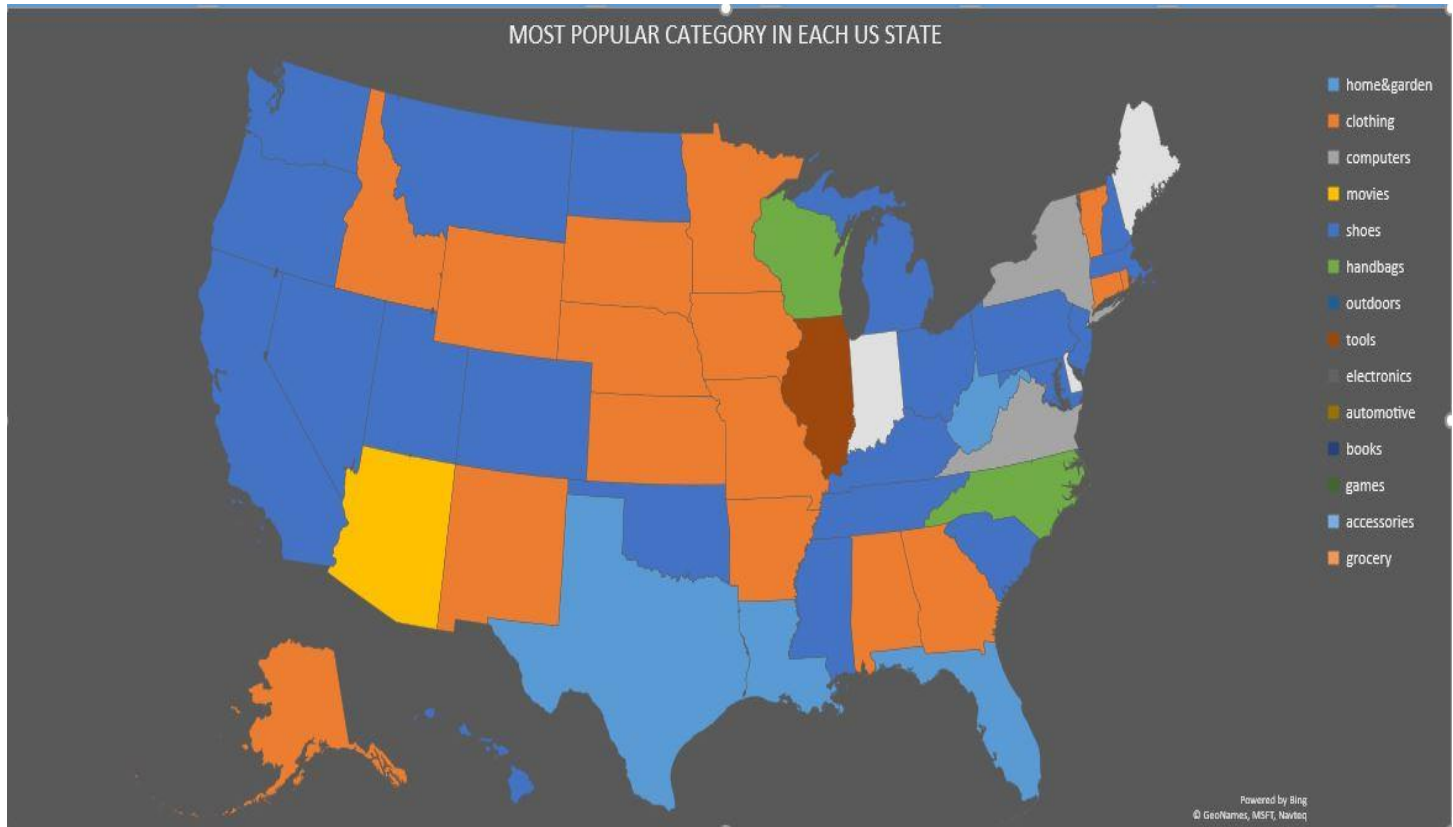 MOST POPULAR CATEGORY IN EACH US STATE
home&garden
clothing
computers
movies
shoes
handbags
outdoors
tools
electronics
automotive
books
games
accessories
grocery
Powered by Bing
© GeoNames, MSFT, Navteq